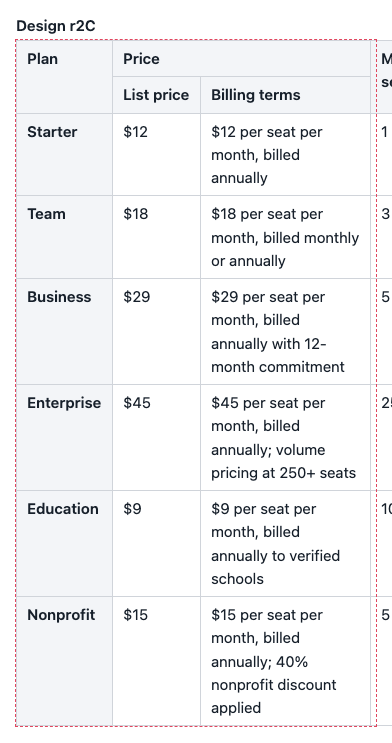 Design r2C
Plan
Price
M
se
List price
Billing terms
Starter
$12
$12 per seat per
month, billed
annually
1
Team
$18
$18 per seat per
month, billed monthly
or annually
3
Business
$29
$29 per seat per
month, billed
annually with 12-
month commitment
5
Enterprise
$45
$45 per seat per
month, billed
annually; volume
pricing at 250+ seats
25
Education
$9
$9 per seat per
month, billed
annually to verified
schools
10
Nonprofit
$15
$15 per seat per
month, billed
annually; 40%
nonprofit discount
applied
5